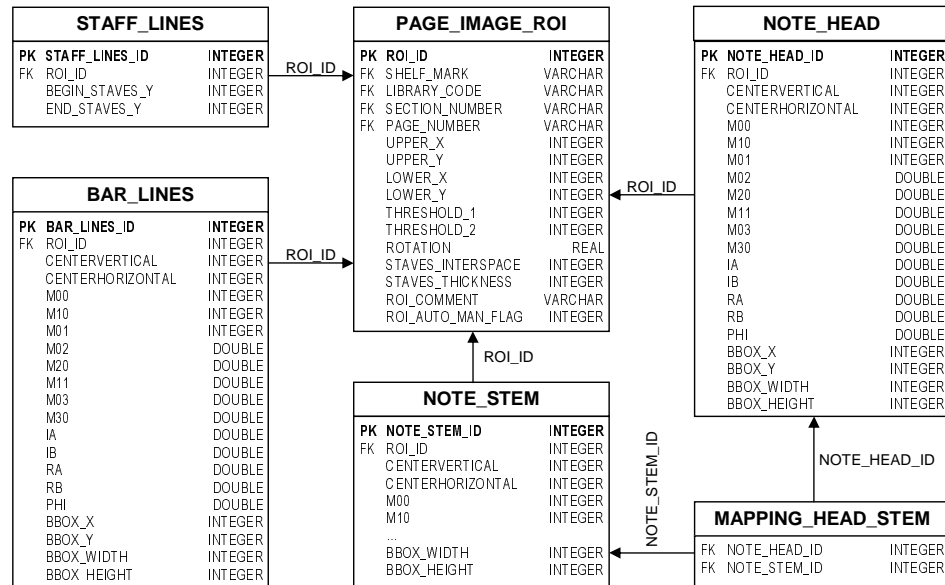 STAFF_LINES
PK STAFF_LINES_ID INTEGER
FK ROI_ID INTEGER
BEGIN_STAVES_Y INTEGER
END_STAVES_Y INTEGER
ROI_ID
PAGE_IMAGE_ROI
PK ROI_ID INTEGER
FK SHELF_MARK VARCHAR
FK LIBRARY_CODE VARCHAR
FK SECTION_NUMBER VARCHAR
FK PAGE_NUMBER VARCHAR
UPPER_X INTEGER
UPPER_Y INTEGER
LOWER_X INTEGER
LOWER_Y INTEGER
THRESHOLD_1 INTEGER
THRESHOLD_2 INTEGER
ROTATION REAL
STAVES_INTERSPACE INTEGER
STAVES_THICKNESS INTEGER
ROI_COMMENT VARCHAR
ROI_AUTO_MAN_FLAG INTEGER
ROI_ID
NOTE_HEAD
PK NOTE_HEAD_ID INTEGER
FK ROI_ID INTEGER
CENTERVERTICAL INTEGER
CENTERHORIZONTAL INTEGER
M00 INTEGER
M10 INTEGER
M01 INTEGER
M02 DOUBLE
M20 DOUBLE
M11 DOUBLE
M03 DOUBLE
M30 DOUBLE
IA DOUBLE
IB DOUBLE
RA DOUBLE
RB DOUBLE
PHI DOUBLE
BBOX_X INTEGER
BBOX_Y INTEGER
BBOX_WIDTH INTEGER
BBOX_HEIGHT INTEGER
BAR_LINES
PK BAR_LINES_ID INTEGER
FK ROI_ID INTEGER
CENTERVERTICAL INTEGER
CENTERHORIZONTAL INTEGER
M00 INTEGER
M10 INTEGER
M01 INTEGER
M02 DOUBLE
M20 DOUBLE
M11 DOUBLE
M03 DOUBLE
M30 DOUBLE
IA DOUBLE
IB DOUBLE
RA DOUBLE
RB DOUBLE
PHI DOUBLE
BBOX_X INTEGER
BBOX_Y INTEGER
BBOX_WIDTH INTEGER
BBOX_HEIGHT INTEGER
ROI_ID
ROI_ID
NOTE_STEM
PK NOTE_STEM_ID INTEGER
FK ROI_ID INTEGER
CENTERVERTICAL INTEGER
CENTERHORIZONTAL INTEGER
M00 INTEGER
M10 INTEGER
...
BBOX_WIDTH INTEGER
BBOX_HEIGHT INTEGER
NOTE_STEM_ID
NOTE_HEAD_ID
MAPPING_HEAD_STEM
FK NOTE_HEAD_ID INTEGER
FK NOTE_STEM_ID INTEGER